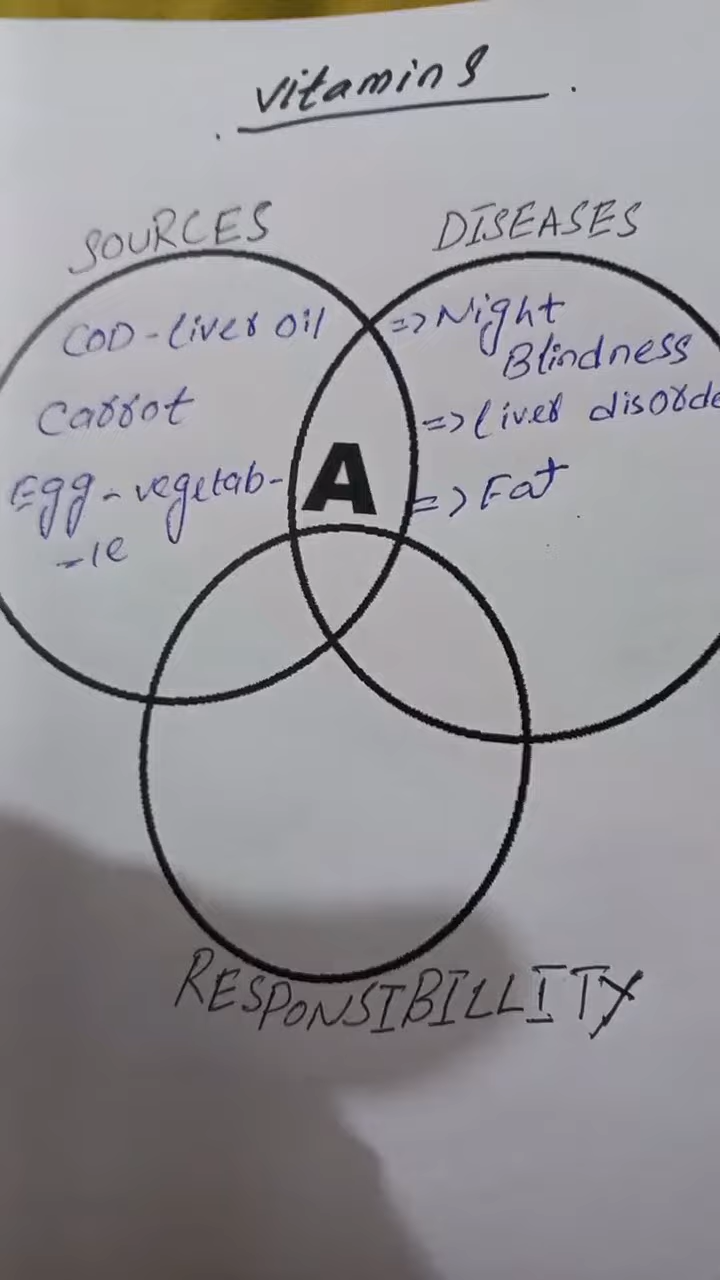 vitamins
SOURCES
DISEASES
COD-liver oil
Carrot
Egg-vegetab-
-le
=> Night
Blindness
=> liver disorde
=> Fat
A
RESPONSIBILLITY